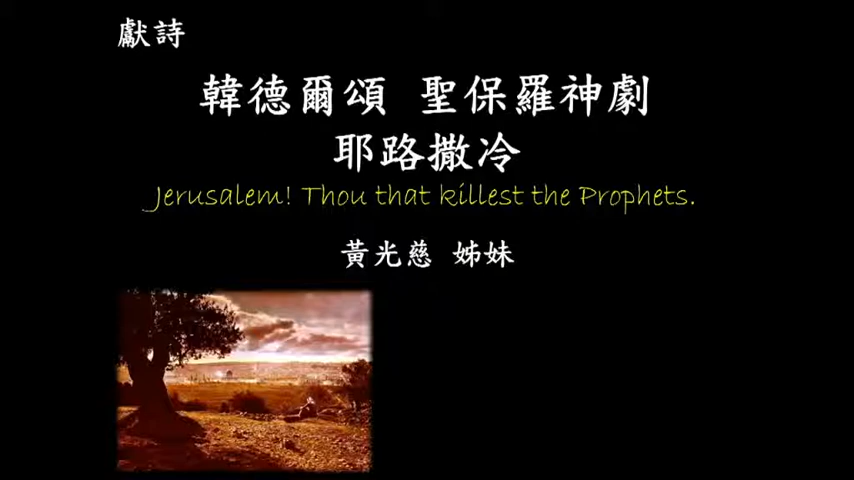 獻詩
韓德爾頌 聖保羅神劇
耶路撒冷
Jerusalem! Thou that killest the Prophets.
黃光慈 姊妹